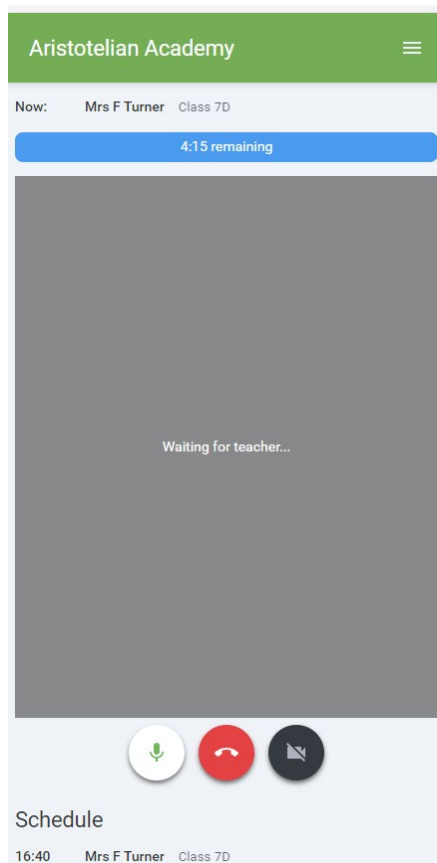 Aristotelian Academy
Now: Mrs F Turner Class 7D
4:15 remaining
Waiting for teacher...
Schedule
16:40 Mrs F Turner Class 7D